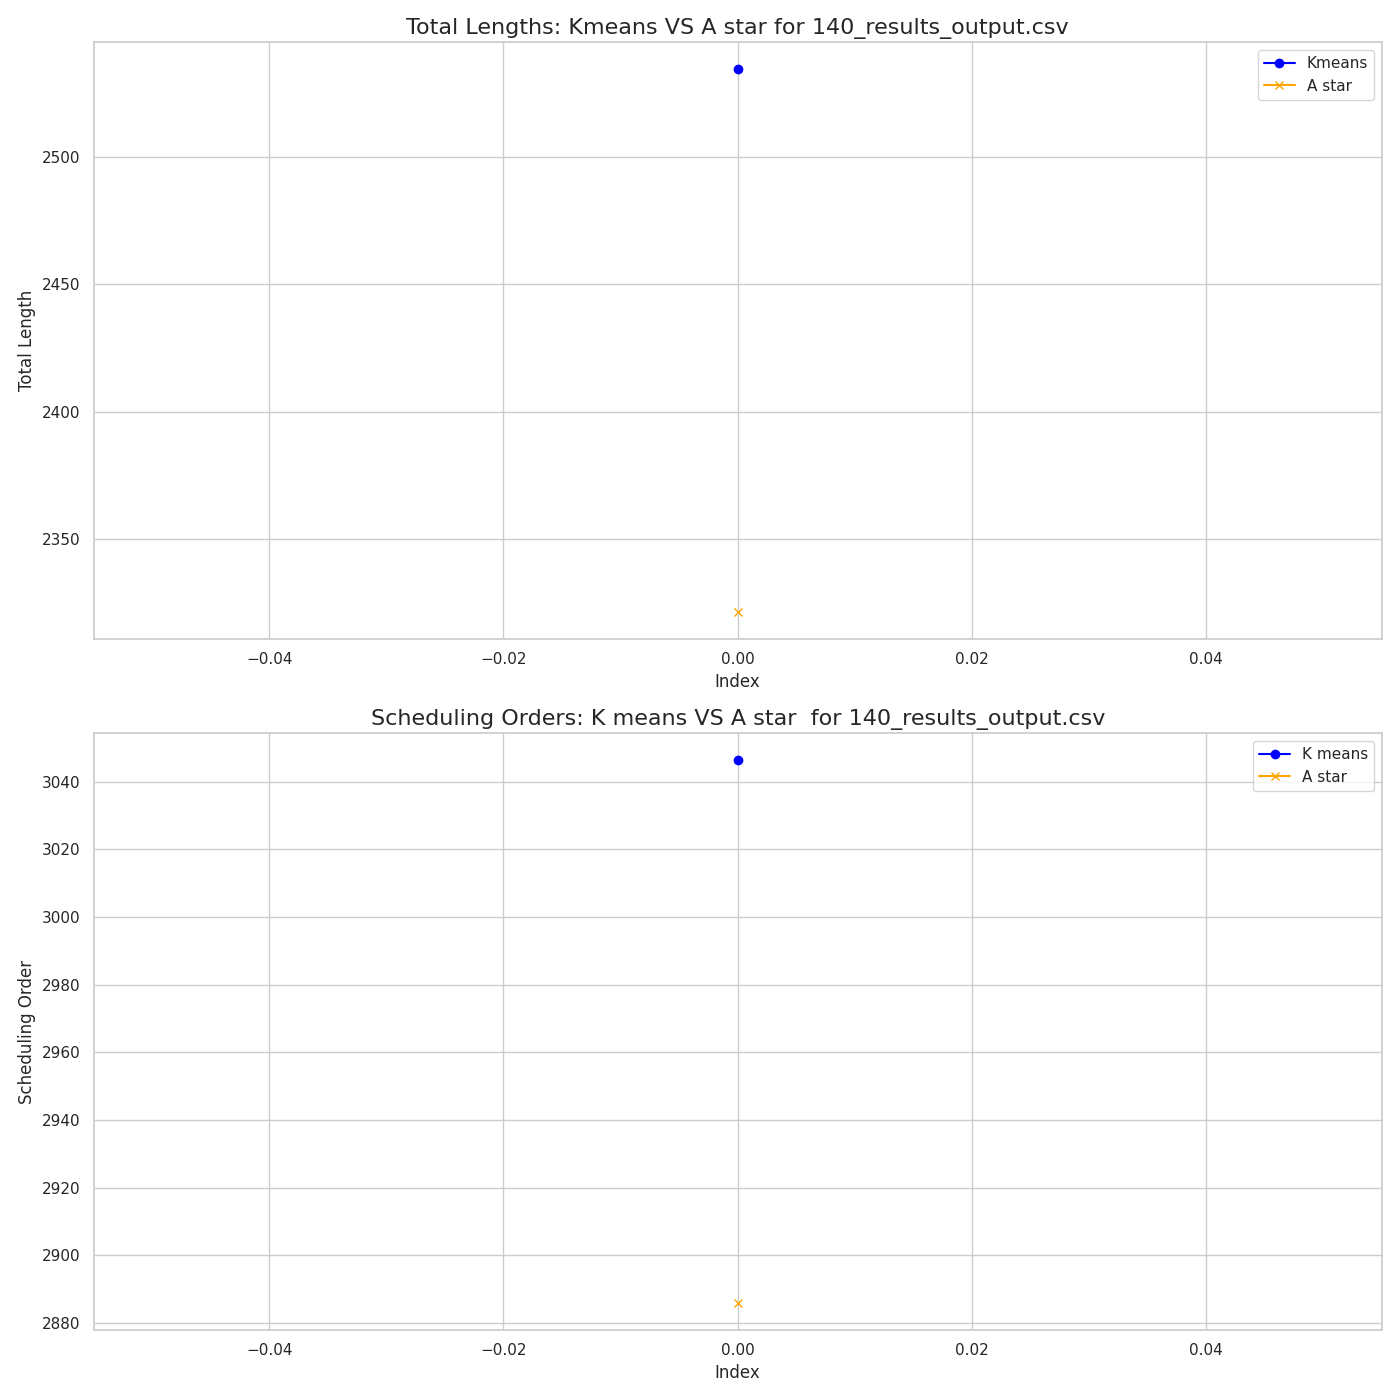 Total Lengths: Kmeans VS A star for 140_results_output.csv
Kmeans
A star
2500
2450
2400
2350
Total Length
−0.04
−0.02
0.00
0.02
0.04
Index
Scheduling Orders: K means VS A star  for 140_results_output.csv
K means
A star
3040
3020
3000
2980
2960
2940
2920
2900
2880
Scheduling Order
−0.04
−0.02
0.00
0.02
0.04
Index